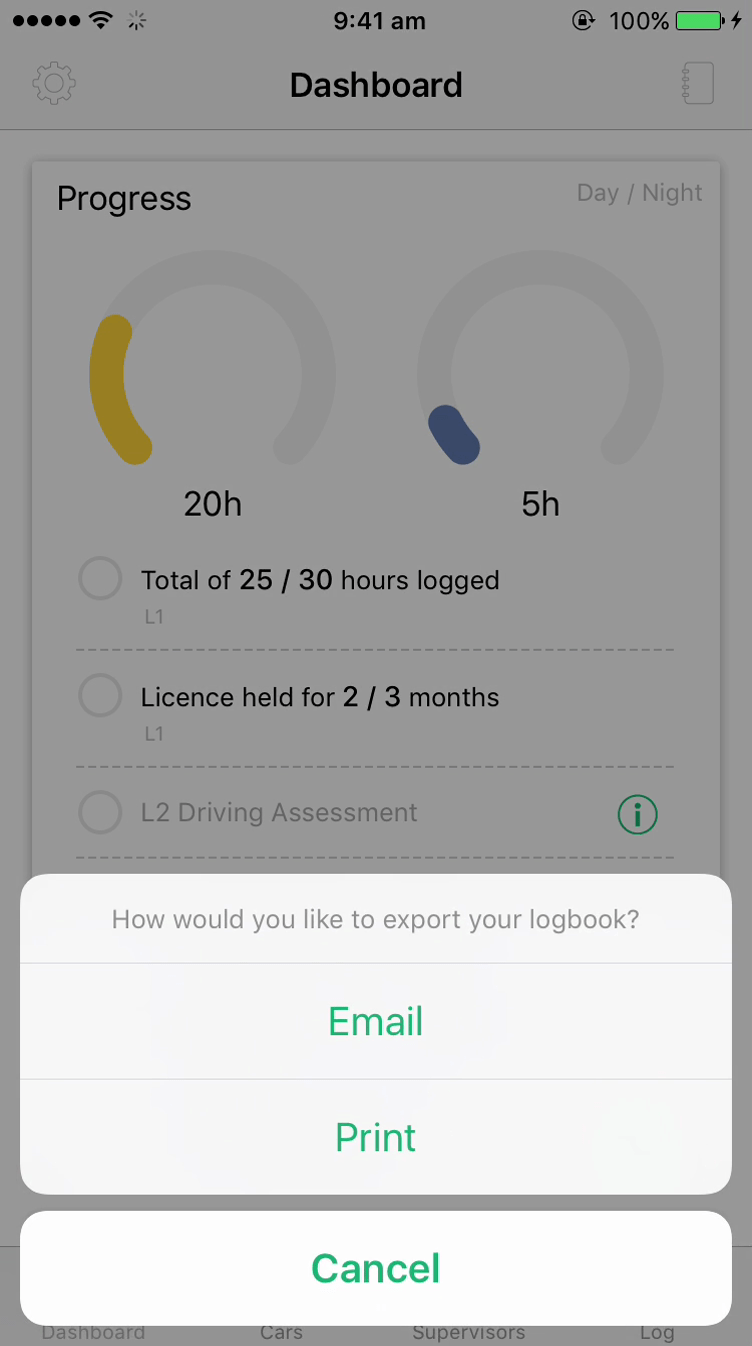 9:41 am
100%
Dashboard
Progress
Day / Night
20h
5h
Total of 25 / 30 hours logged
L1
Licence held for 2 / 3 months
L1
L2 Driving Assessment
i
How would you like to export your logbook?
Email
Print
Cancel
Dashboard
Cars
Supervisors
Log